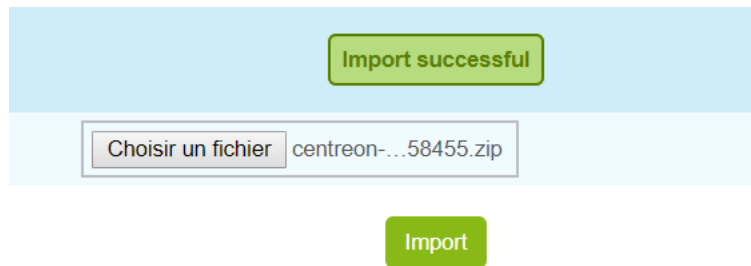 Import successful
Choisir un fichier centreon-...58455.zip
Import